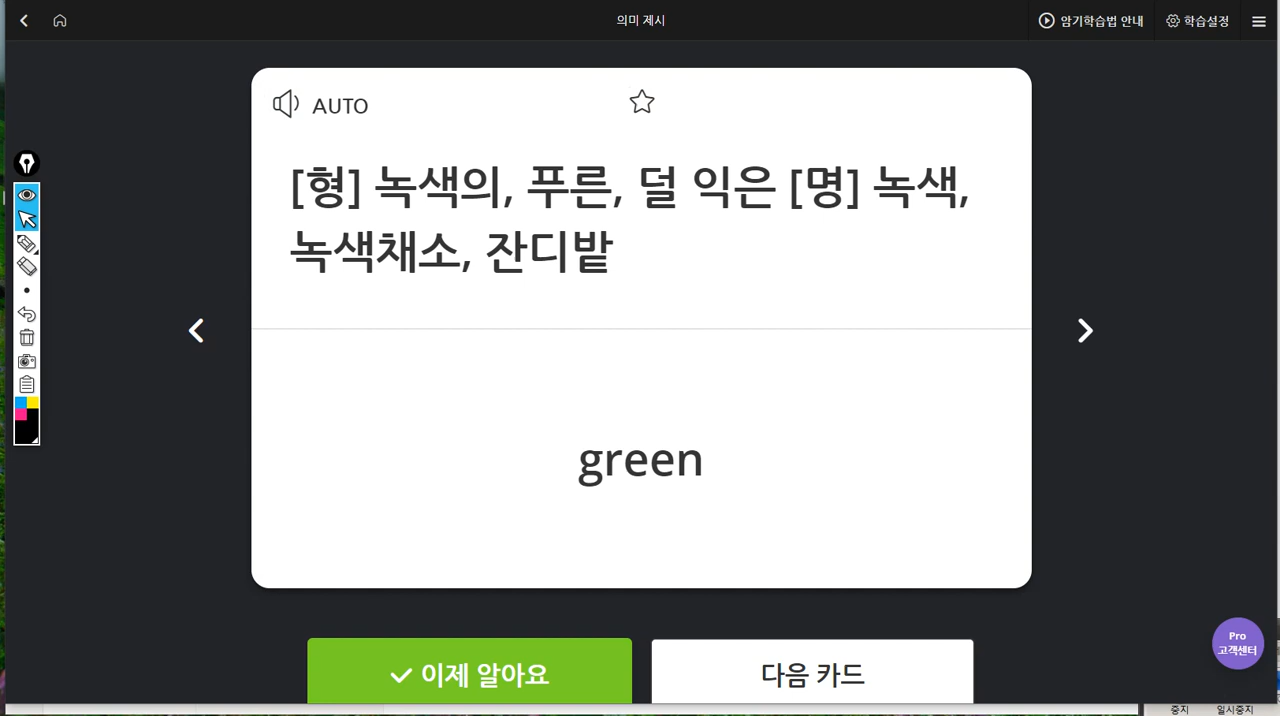 의미 제시
암기학습법 안내
학습설정
AUTO
[형] 녹색의, 푸른, 덜 익은 [명] 녹색,
녹색채소, 잔디밭
green
이제 알아요
다음 카드
Pro
고객센터
중지
일시중지